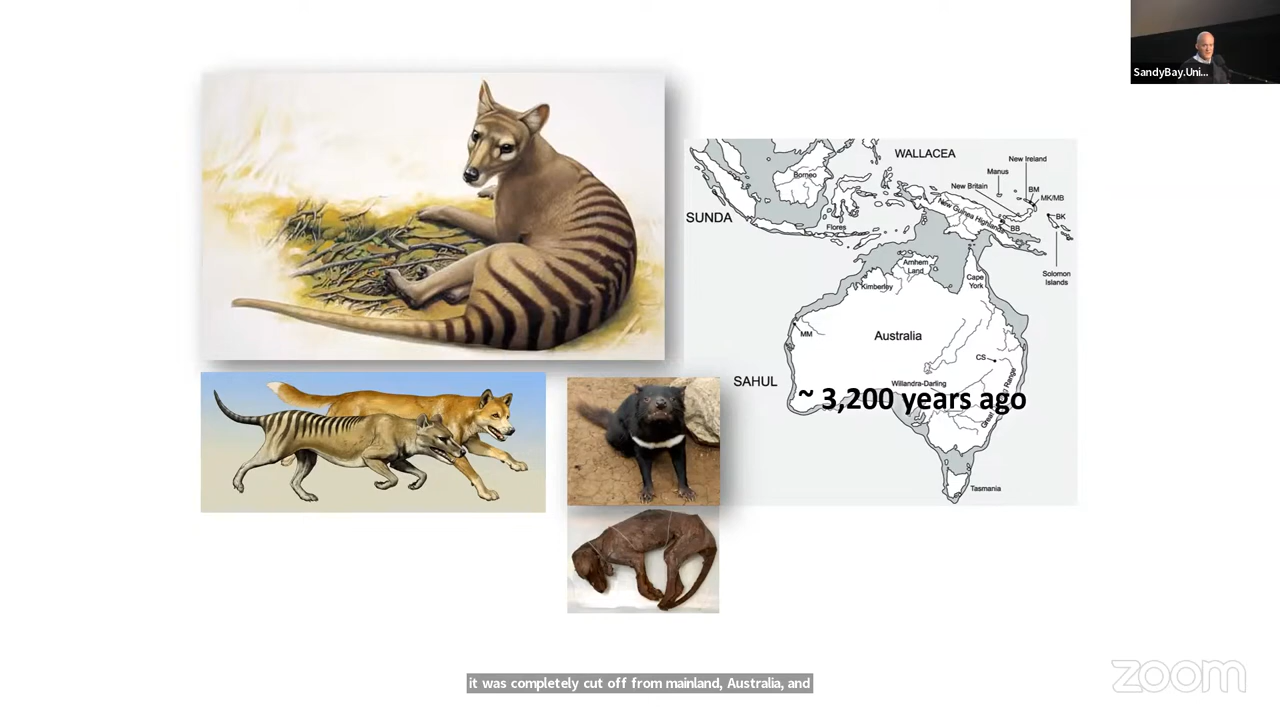 SandyBay.Uni...
WALLACEA
New Ireland
Manus
Borneo
New Britain
BM
MK/MB
SUNDA
New Guinea Highlands
BK
BB
Flores
Arnhem
Land
Solomon
Islands
Kimberley
Cape
York
MM
Australia
CS
SAHUL
Willandra-Darling
Range
~ 3,200 years ago
Tasmania
it was completely cut off from mainland, Australia, and
zoom